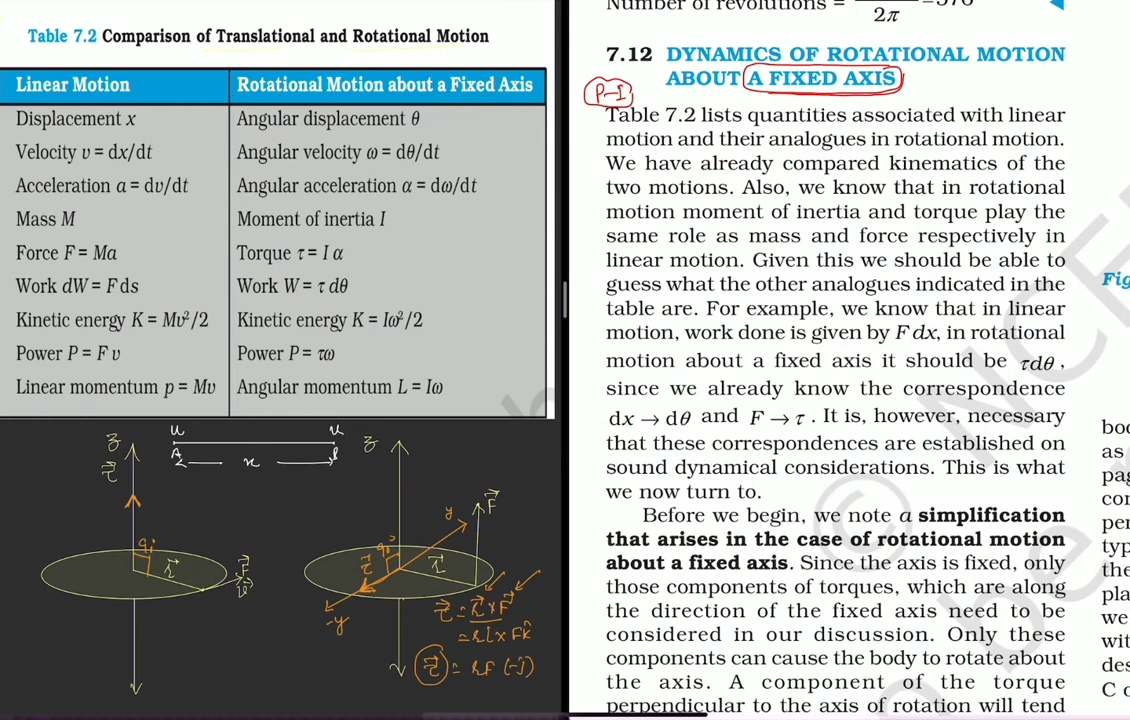 Table 7.2 Comparison of Translational and Rotational Motion
Linear Motion
Rotational Motion about a Fixed Axis
Displacement x
Angular displacement θ
Velocity v = dx/dt
Angular velocity ω = dθ/dt
Acceleration a = dv/dt
Angular acceleration α = dω/dt
Mass M
Moment of inertia I
Force F = Ma
Torque τ = I α
Work dW = F ds
Work W = τ dθ
Kinetic energy K = Mv²/2
Kinetic energy K = Iω²/2
Power P = F v
Power P = τω
Linear momentum p = Mv
Angular momentum L = Iω
u
u
A
B
x
z
τ⃗
90°
r⃗
F⃗
z
y
F⃗
90°
τ⃗
r⃗
-y
τ⃗ = r⃗ × F⃗
= rî × Fk̂
τ⃗ = rF (-ĵ)
Number of revolutions =
2π
= 576
7.12 DYNAMICS OF ROTATIONAL MOTION
ABOUT A FIXED AXIS
P-I
Table 7.2 lists quantities associated with linear
motion and their analogues in rotational motion.
We have already compared kinematics of the
two motions. Also, we know that in rotational
motion moment of inertia and torque play the
same role as mass and force respectively in
linear motion. Given this we should be able to
guess what the other analogues indicated in the
table are. For example, we know that in linear
motion, work done is given by F dx, in rotational
motion about a fixed axis it should be τdθ,
since we already know the correspondence
dx → dθ and F → τ. It is, however, necessary
that these correspondences are established on
sound dynamical considerations. This is what
we now turn to.
Before we begin, we note a simplification
that arises in the case of rotational motion
about a fixed axis. Since the axis is fixed, only
those components of torques, which are along
the direction of the fixed axis need to be
considered in our discussion. Only these
components can cause the body to rotate about
the axis. A component of the torque
perpendicular to the axis of rotation will tend
Fig
as
we
C